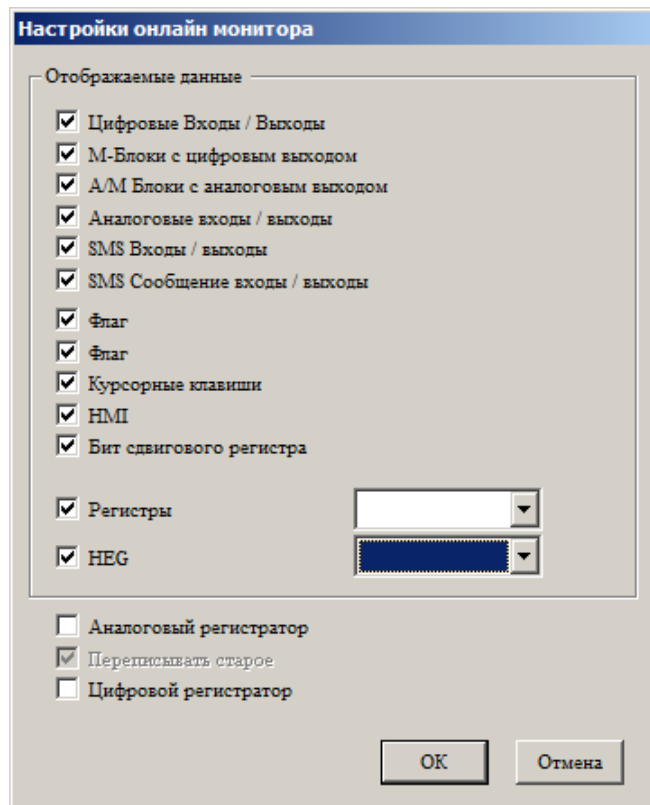 Настройки онлайн монитора
Отображаемые данные
Цифровые Входы / Выходы
М-Блоки с цифровым выходом
А/М Блоки с аналоговым выходом
Аналоговые входы / выходы
SMS Входы / выходы
SMS Сообщение входы / выходы
Флаг
Флаг
Курсорные клавиши
HMI
Бит сдвигового регистра
Регистры
HEG
Аналоговый регистратор
Переписывать старое
Цифровой регистратор
OK Отмена